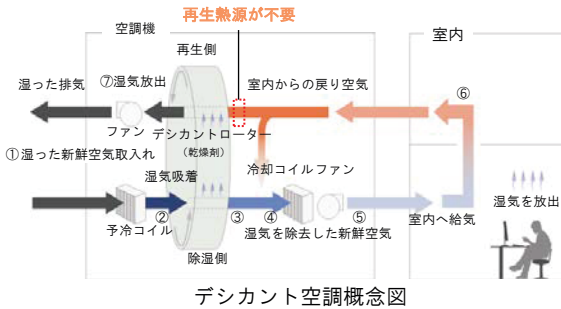 再生熱源が不要
空調機
室内
再生側
湿った排気
⑦湿気放出
室内からの戻り空気
⑥
ファン
デシカントローター
(乾燥剤)
①湿った新鮮空気取入れ
冷却コイル
ファン
湿気吸着
湿気を放出
②
③
④
⑤
予冷コイル
湿気を除去した新鮮空気
室内へ給気
除湿側
デシカント空調概念図